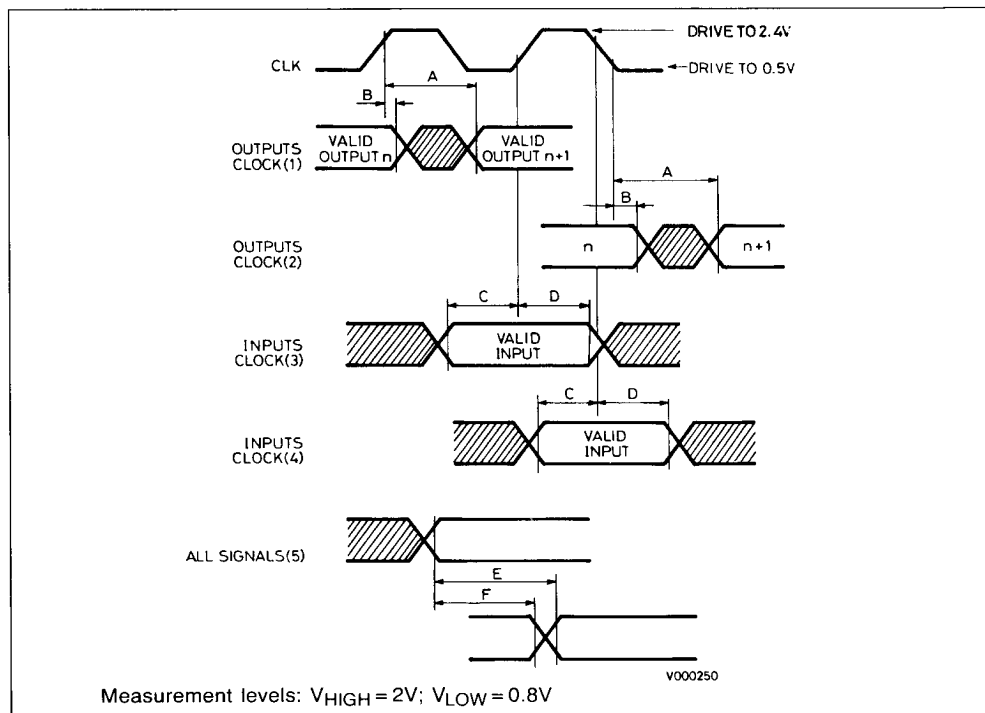 DRIVE TO 2.4V
CLK
DRIVE TO 0.5V
A
B
VALID
OUTPUT n
VALID
OUTPUT n+1
OUTPUTS
CLOCK(1)
A
B
OUTPUTS
CLOCK(2)
n
n+1
C
D
INPUTS
CLOCK(3)
VALID
INPUT
C
D
INPUTS
CLOCK(4)
VALID
INPUT
ALL SIGNALS(5)
E
F
V000250
Measurement levels: VHIGH = 2V; VLOW = 0.8V